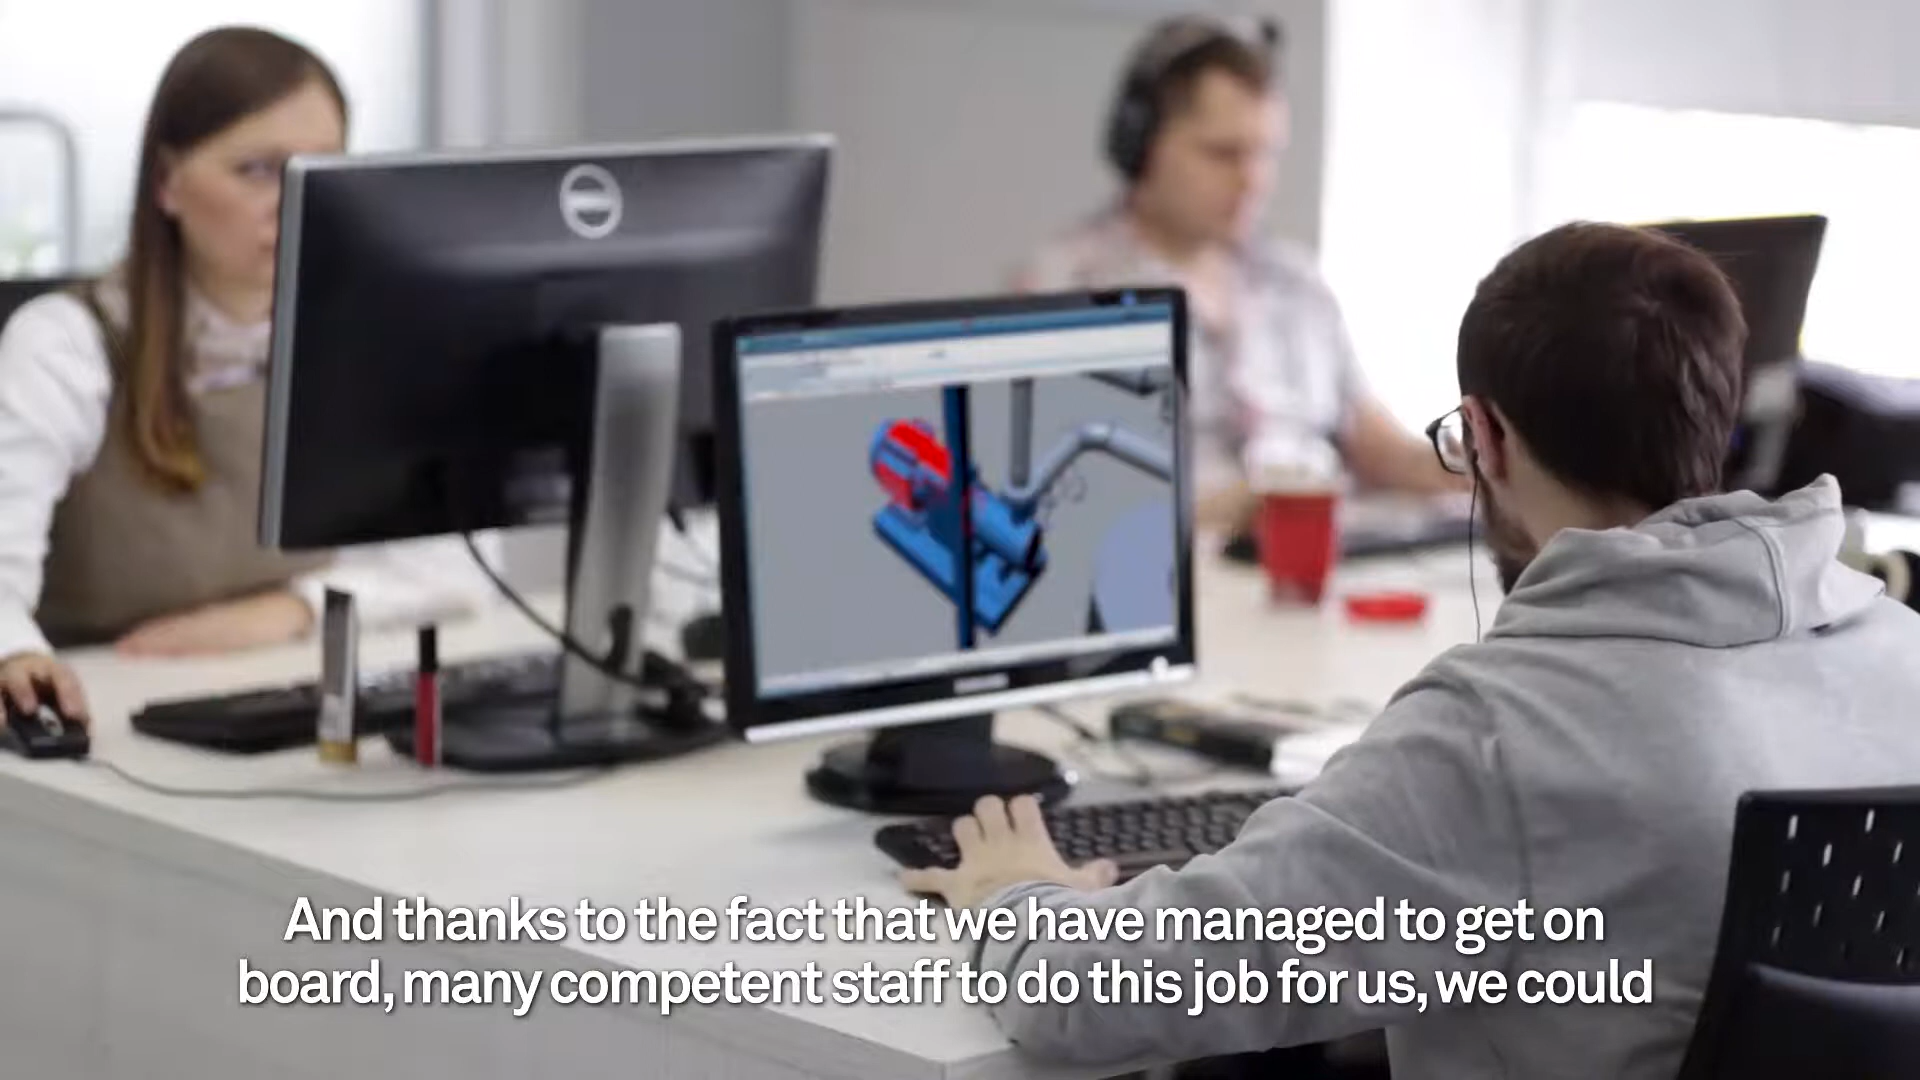 And thanks to the fact that we have managed to get on
board, many competent staff to do this job for us, we could